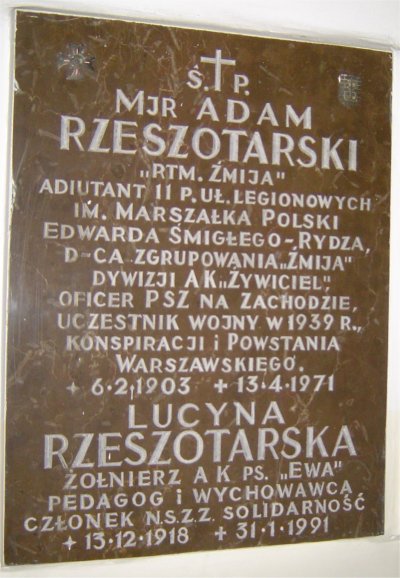 Ś.†P.
MJR ADAM
RZESZOTARSKI
„RTM. ŻMIJA"
ADIUTANT 11 P. UŁ. LEGIONOWYCH
IM. MARSZAŁKA POLSKI
EDWARDA ŚMIGŁEGO-RYDZA,
D-CA ZGRUPOWANIA „ŻMIJA"
DYWIZJI AK „ŻYWICIEL",
OFICER PSZ NA ZACHODZIE,
UCZESTNIK WOJNY W 1939 R.,
KONSPIRACJI i POWSTANIA
WARSZAWSKIEGO.
+ 6.2.1903 + 13.4.1971
LUCYNA
RZESZOTARSKA
ŻOŁNIERZ AK PS. „EWA"
PEDAGOG i WYCHOWAWCA
CZŁONEK N.S.Z.Z. SOLIDARNOŚĆ
+ 13.12.1918 + 31.1.1991